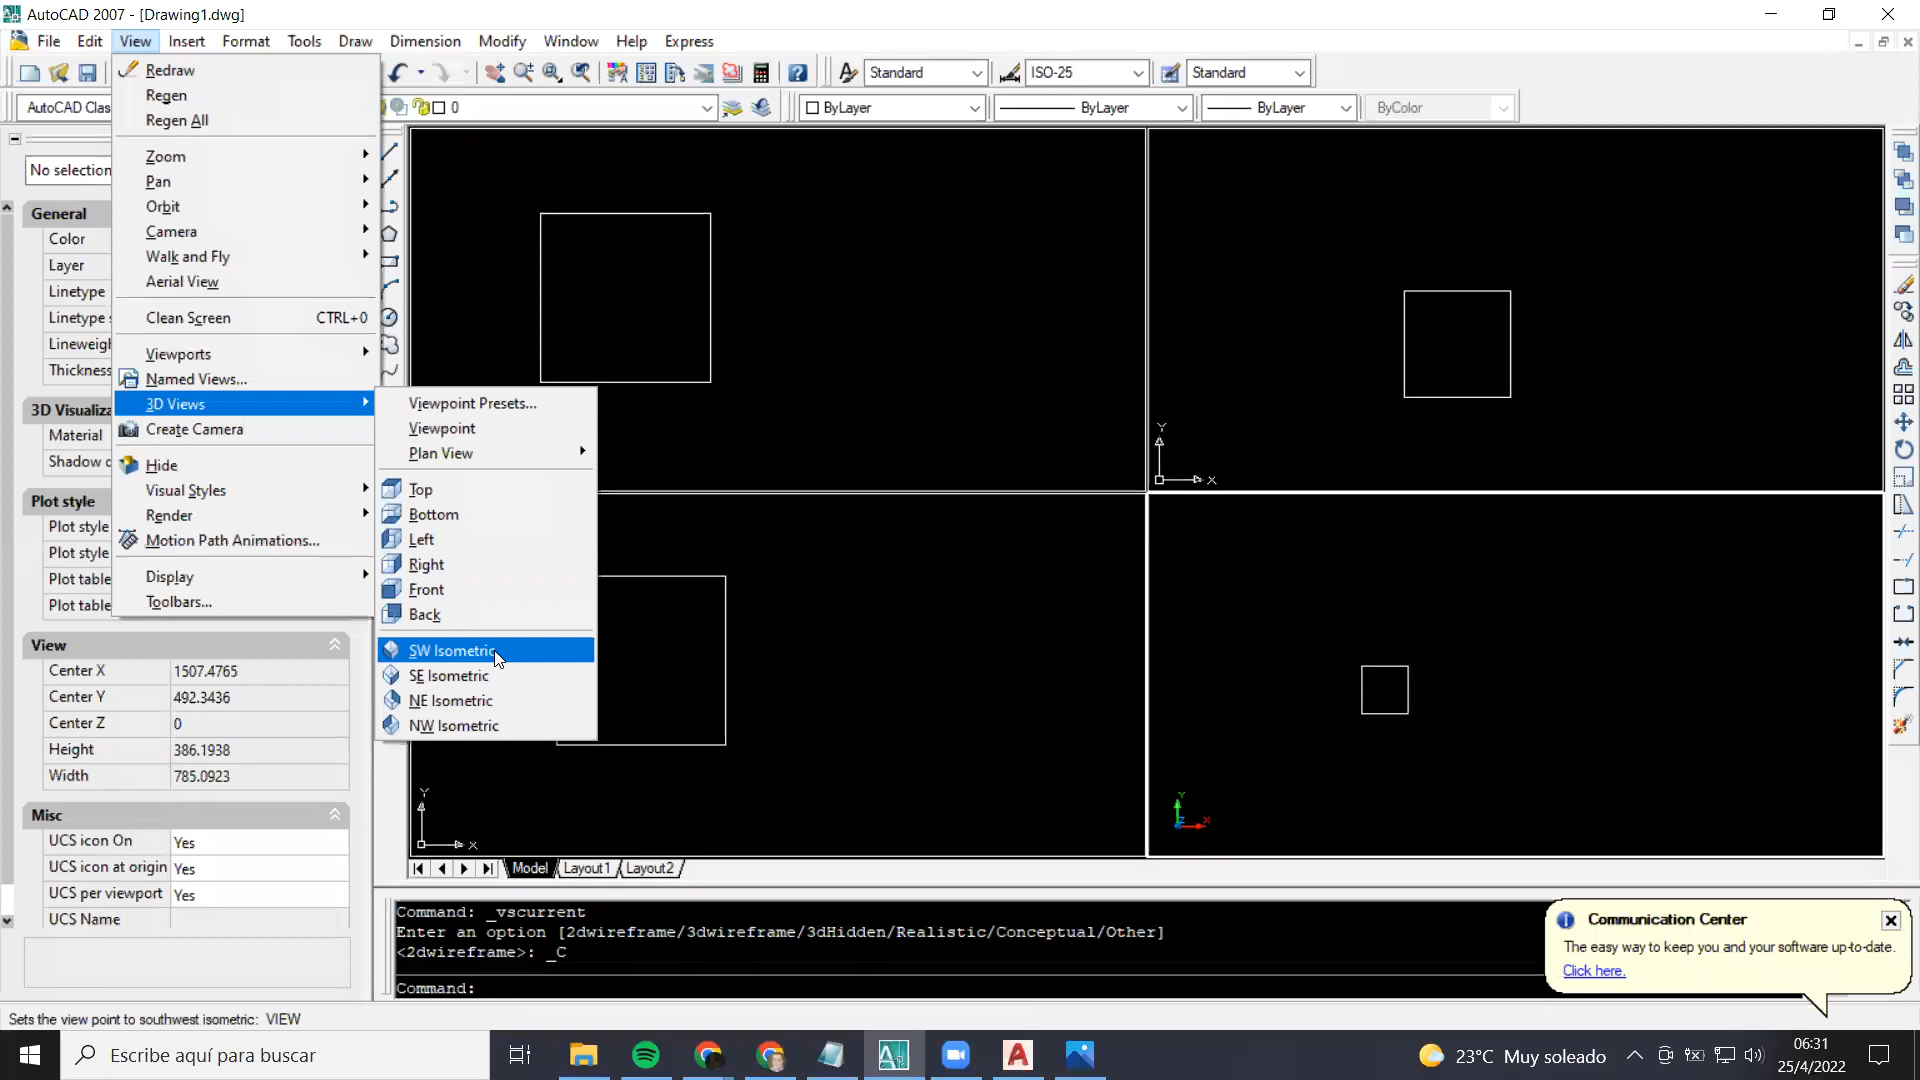 AutoCAD 2007 - [Drawing1.dwg]
File Edit View Insert Format Tools Draw Dimension Modify Window Help Express
Standard ISO-25 Standard
AutoCAD Clas 0 ByLayer ByLayer ByLayer ByColor
Redraw
Regen
Regen All
Zoom
Pan
Orbit
Camera
Walk and Fly
Aerial View
Clean Screen CTRL+0
Viewports
Named Views...
3D Views
Create Camera
Hide
Visual Styles
Render
Motion Path Animations...
Display
Toolbars...
Viewpoint Presets...
Viewpoint
Plan View
Top
Bottom
Left
Right
Front
Back
SW Isometric
SE Isometric
NE Isometric
NW Isometric
No selection
General
Color
Layer
Linetype
Linetype
Lineweigh
Thickness
3D Visualiza
Material
Shadow
Plot style
Plot style
Plot style
Plot table
Plot table
View
Center X 1507.4765
Center Y 492.3436
Center Z 0
Height 386.1938
Width 785.0923
Misc
UCS icon On Yes
UCS icon at origin Yes
UCS per viewport Yes
UCS Name
Y
X
Y
X
Y
Z
X
Model Layout1 Layout2
Command: _vscurrent
Enter an option [2dwireframe/3dwireframe/3dHidden/Realistic/Conceptual/Other]
<2dwireframe>: _C
Command:
Communication Center
The easy way to keep you and your software up-to-date.
Click here.
Sets the view point to southwest isometric: VIEW
Escribe aquí para buscar
23°C Muy soleado
06:31
25/4/2022